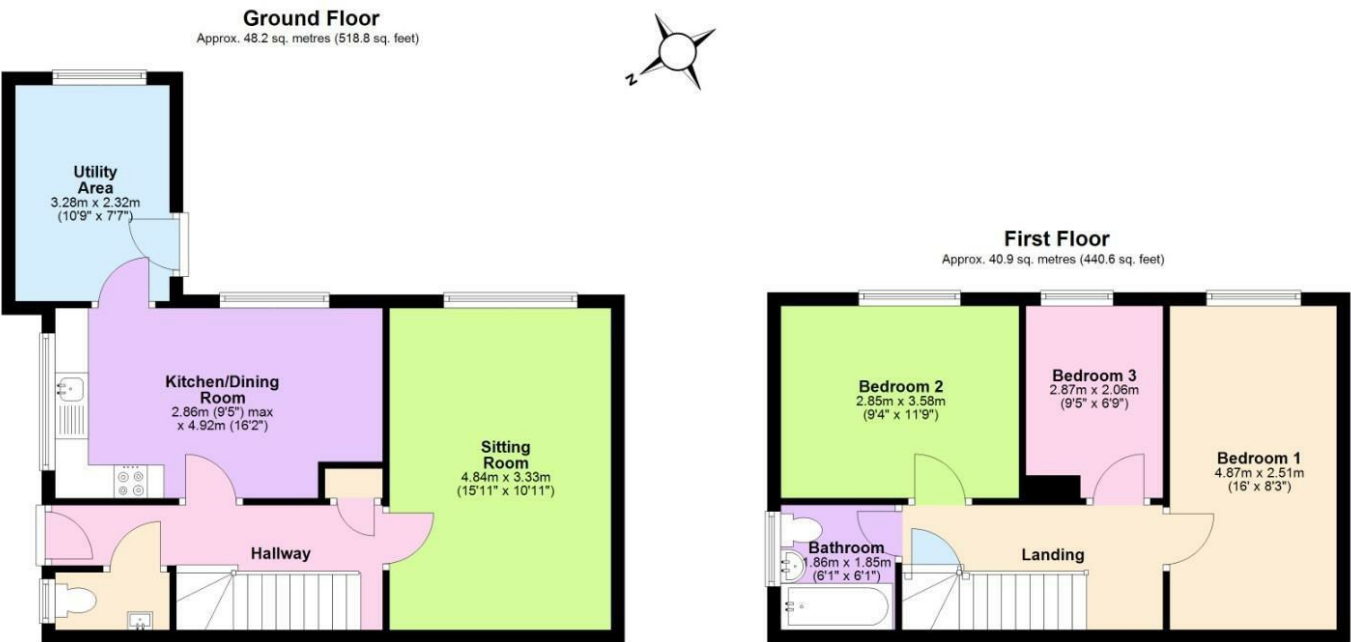 Ground Floor
Approx. 48.2 sq. metres (518.8 sq. feet)
N
Utility
Area
3.28m x 2.32m
(10'9" x 7'7")
Kitchen/Dining
Room
2.86m (9'5") max
x 4.92m (16'2")
Sitting
Room
4.84m x 3.33m
(15'11" x 10'11")
Hallway
First Floor
Approx. 40.9 sq. metres (440.6 sq. feet)
Bedroom 2
2.85m x 3.58m
(9'4" x 11'9")
Bedroom 3
2.87m x 2.06m
(9'5" x 6'9")
Bedroom 1
4.87m x 2.51m
(16' x 8'3")
Bathroom
1.86m x 1.85m
(6'1" x 6'1")
Landing